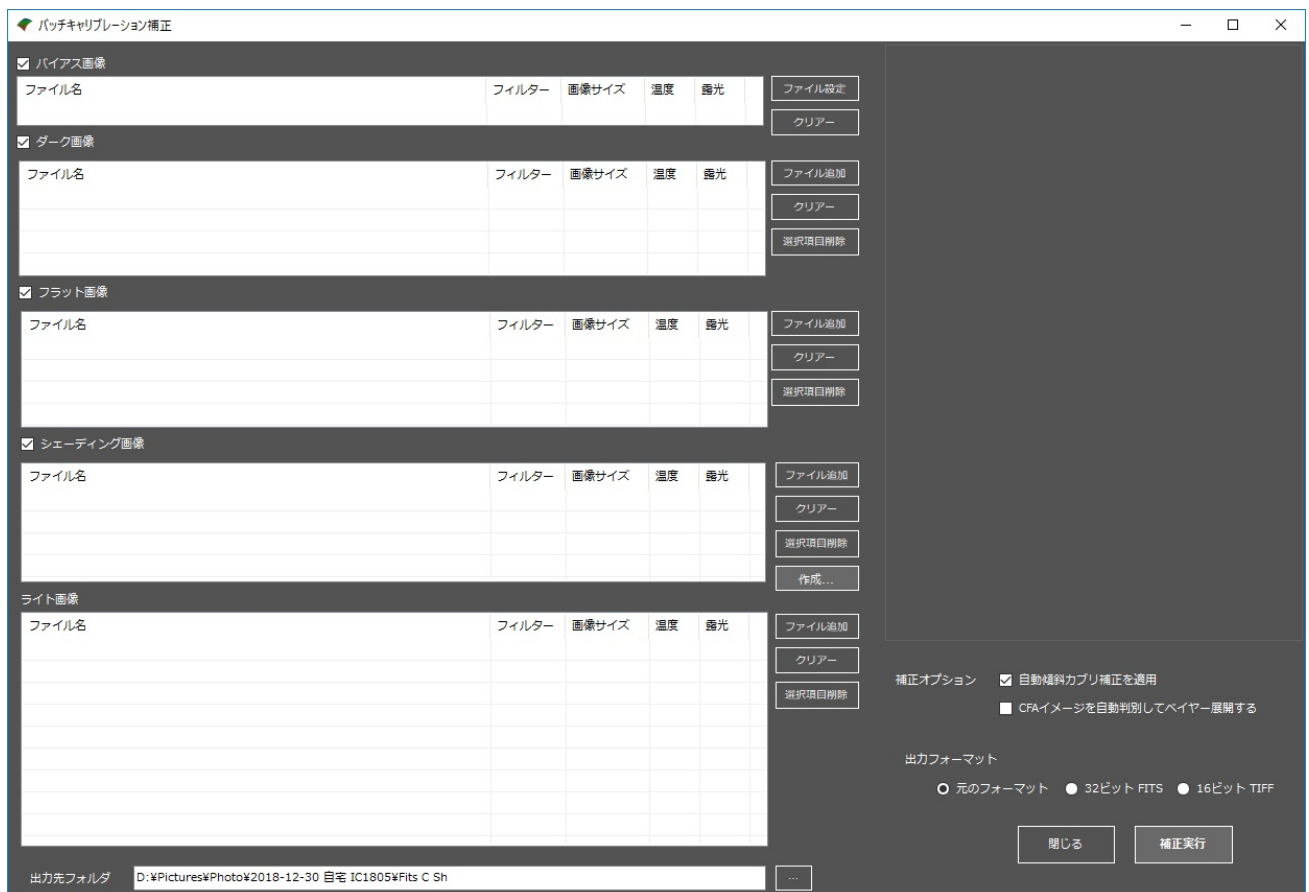 バッチキャリブレーション補正
バイアス画像
ファイル名 フィルター 画像サイズ 温度 露光
ファイル設定
クリアー
ダーク画像
ファイル名 フィルター 画像サイズ 温度 露光
ファイル追加
クリアー
選択項目削除
フラット画像
ファイル名 フィルター 画像サイズ 温度 露光
ファイル追加
クリアー
選択項目削除
シェーディング画像
ファイル名 フィルター 画像サイズ 温度 露光
ファイル追加
クリアー
選択項目削除
作成...
ライト画像
ファイル名 フィルター 画像サイズ 温度 露光
ファイル追加
クリアー
選択項目削除
補正オプション 自動傾斜カブリ補正を適用
CFAイメージを自動判別してベイヤー展開する
出力フォーマット
元のフォーマット 32ビット FITS 16ビット TIFF
閉じる 補正実行
出力先フォルダ D:¥Pictures¥Photo¥2018-12-30 自宅 IC1805¥Fits C Sh ...